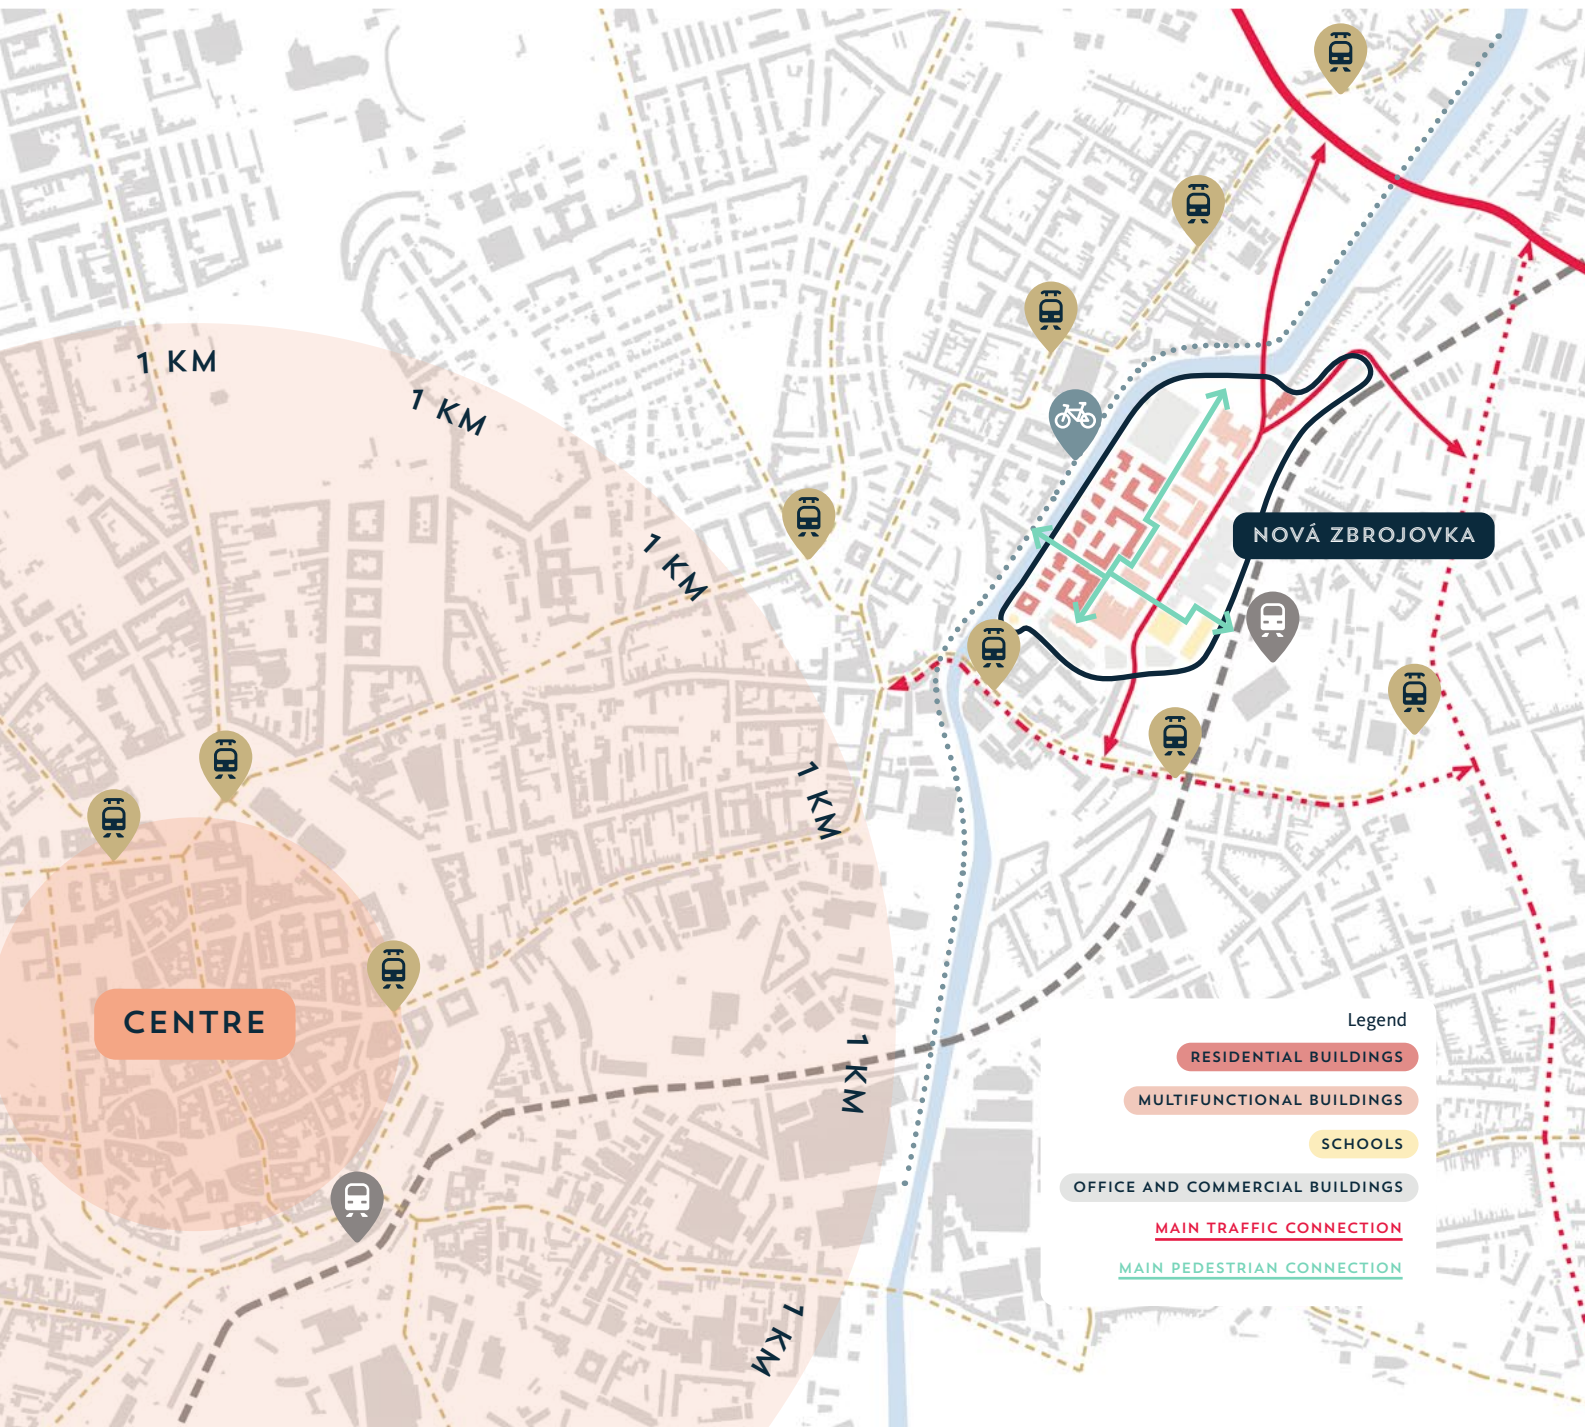 1 KM
1 KM
1 KM
NOVÁ ZBROJOVKA
1 KM
CENTRE
1 KM
1 KM
Legend
RESIDENTIAL BUILDINGS
MULTIFUNCTIONAL BUILDINGS
SCHOOLS
OFFICE AND COMMERCIAL BUILDINGS
MAIN TRAFFIC CONNECTION
MAIN PEDESTRIAN CONNECTION